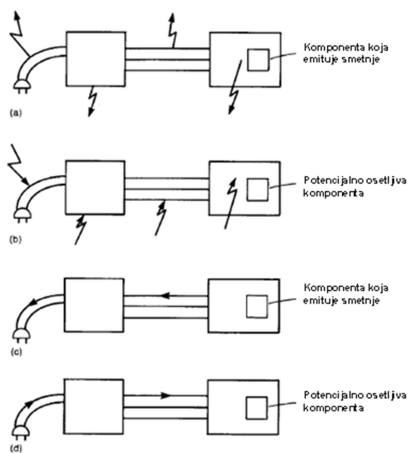 Komponenta koja
emituje smetnje
(a)
Potencijalno osetljiva
komponenta
(b)
Komponenta koja
emituje smetnje
(c)
Potencijalno osetljiva
komponenta
(d)